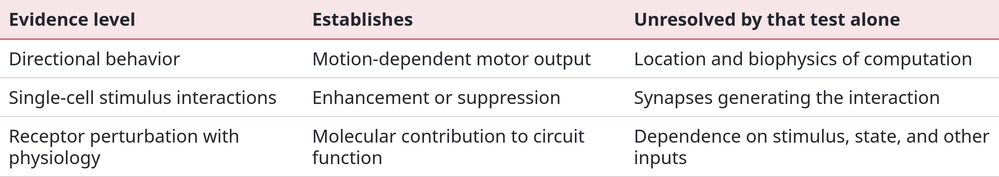 Evidence level Establishes Unresolved by that test alone
Directional behavior Motion-dependent motor output Location and biophysics of computation
Single-cell stimulus interactions Enhancement or suppression Synapses generating the interaction
Receptor perturbation with Molecular contribution to circuit Dependence on stimulus, state, and other
physiology function inputs